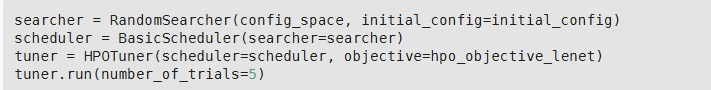 searcher = RandomSearcher(config_space, initial_config=initial_config)
scheduler = BasicScheduler(searcher=searcher)
tuner = HPOTuner(scheduler=scheduler, objective=hpo_objective_lenet)
tuner.run(number_of_trials=5)